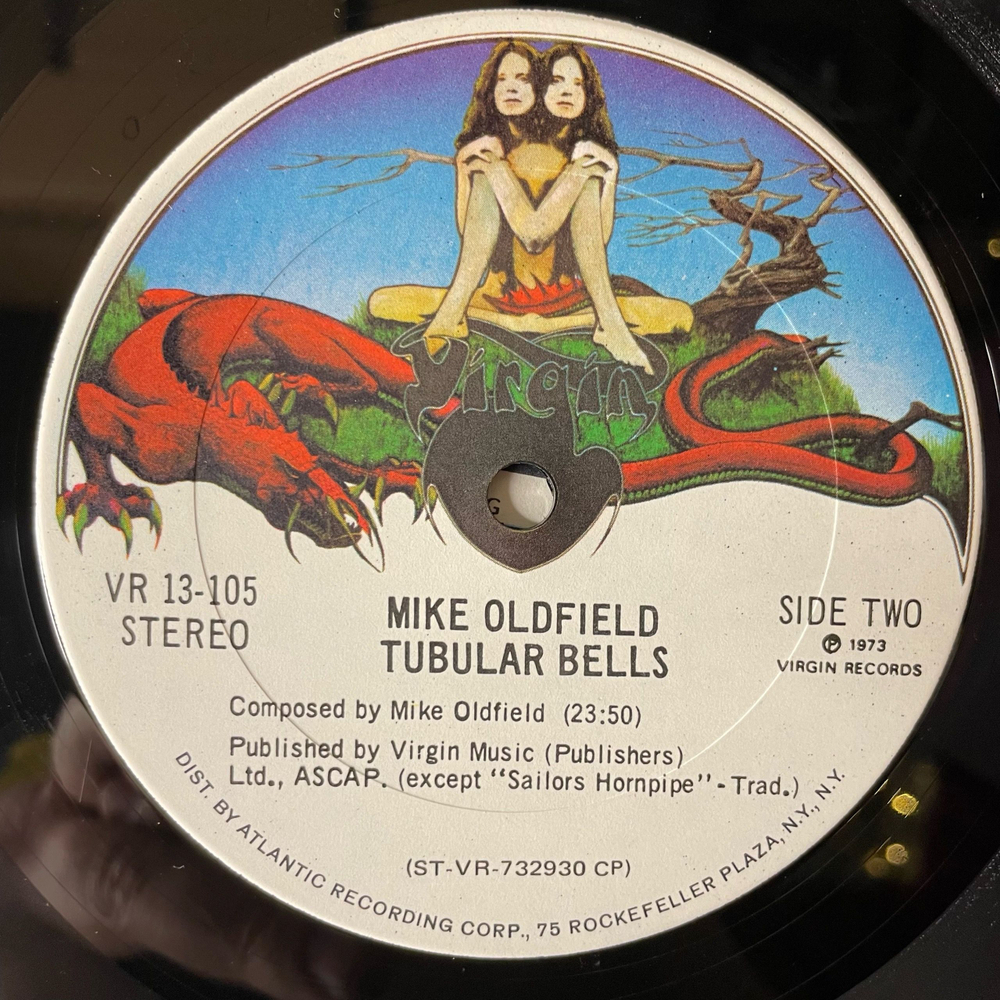 Virgin
G
VR 13-105
STEREO
MIKE OLDFIELD
TUBULAR BELLS
SIDE TWO
℗ 1973
VIRGIN RECORDS
Composed by Mike Oldfield (23:50)
Published by Virgin Music (Publishers)
Ltd., ASCAP. (except "Sailors Hornpipe" - Trad.)
(ST-VR-732930 CP)
DIST. BY ATLANTIC RECORDING CORP., 75 ROCKEFELLER PLAZA, N.Y., N.Y.